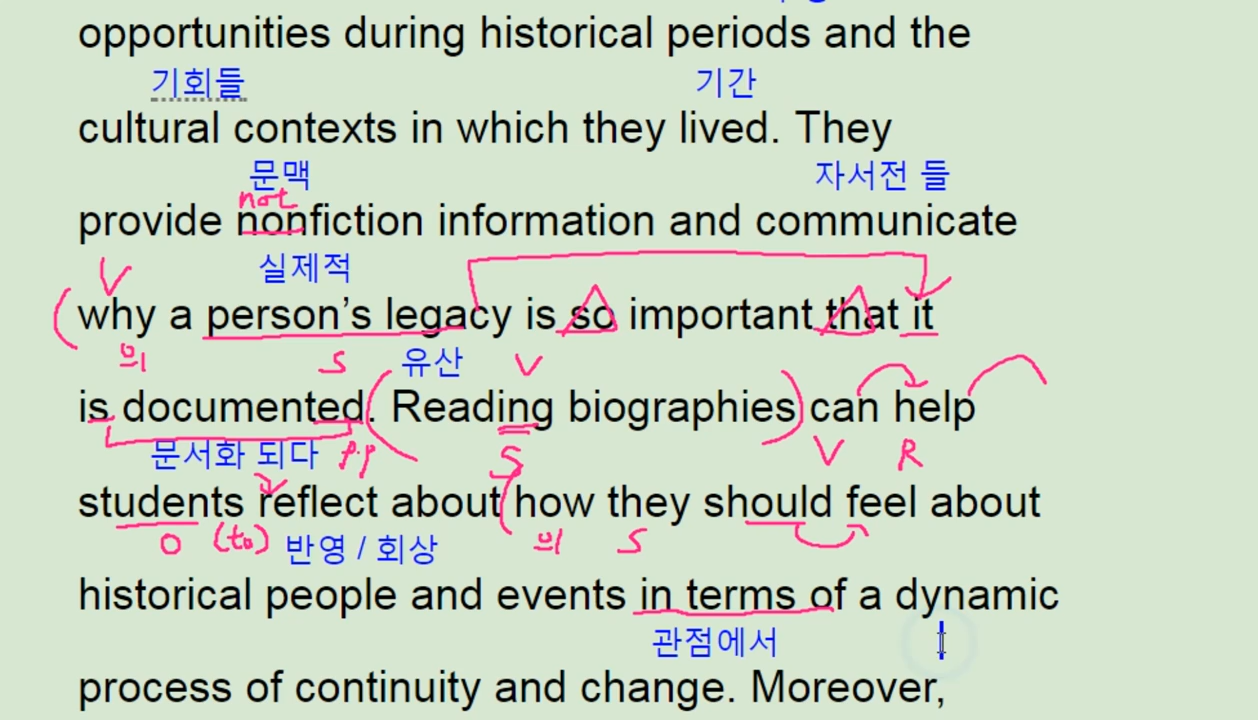 opportunities during historical periods and the
기회들 기간
cultural contexts in which they lived. They
문맥 자서전 들
not
provide nonfiction information and communicate
V 실제적
(why a person's legacy is so important that it
의 S 유산 V
is documented. (Reading biographies) can help
문서화 되다 p.p S V R
students reflect about (how they should feel about
O (to) 반영 / 회상 의 S
historical people and events in terms of a dynamic
관점에서
process of continuity and change. Moreover,